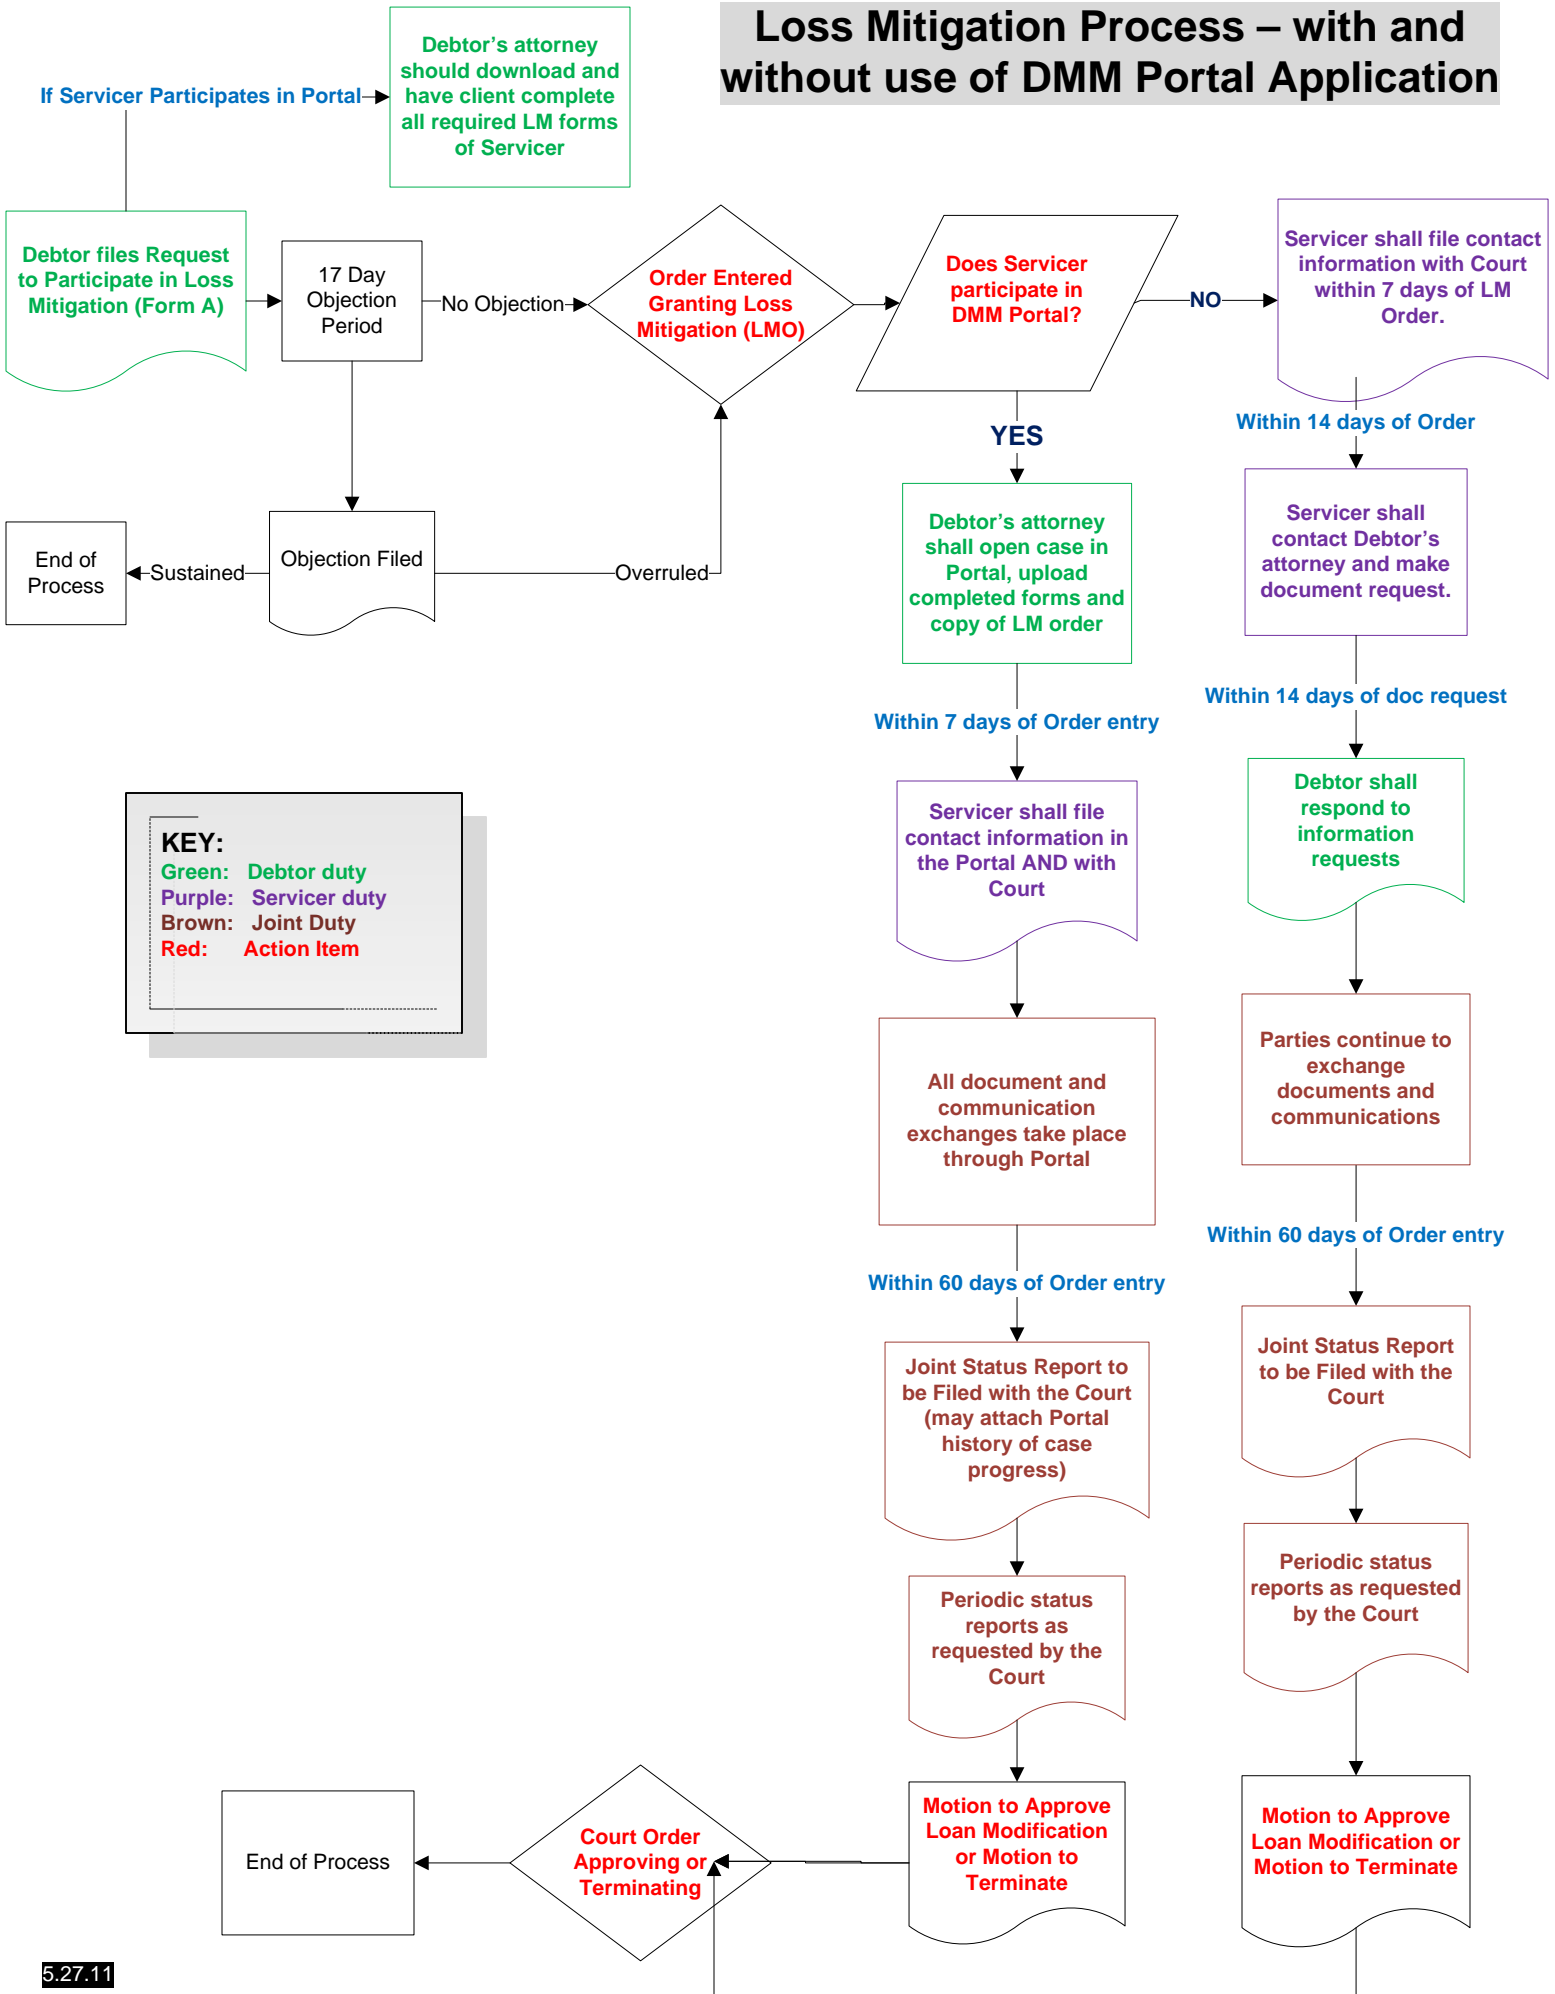 Loss Mitigation Process – with and
without use of DMM Portal Application
If Servicer Participates in Portal
Debtor’s attorney
should download and
have client complete
all required LM forms
of Servicer
Debtor files Request
to Participate in Loss
Mitigation (Form A)
17 Day
Objection
Period
No Objection
Order Entered
Granting Loss
Mitigation (LMO)
Does Servicer
participate in
DMM Portal?
NO
Servicer shall file contact
information with Court
within 7 days of LM
Order.
YES
Within 14 days of Order
End of
Process
Sustained
Objection Filed
Overruled
Debtor’s attorney
shall open case in
Portal, upload
completed forms and
copy of LM order
Servicer shall
contact Debtor’s
attorney and make
document request.
Within 7 days of Order entry
Within 14 days of doc request
KEY:
Green: Debtor duty
Purple: Servicer duty
Brown: Joint Duty
Red: Action Item
Servicer shall file
contact information in
the Portal AND with
Court
Debtor shall
respond to
information
requests
All document and
communication
exchanges take place
through Portal
Parties continue to
exchange
documents and
communications
Within 60 days of Order entry
Within 60 days of Order entry
Joint Status Report to
be Filed with the Court
(may attach Portal
history of case
progress)
Joint Status Report
to be Filed with the
Court
Periodic status
reports as
requested by the
Court
Periodic status
reports as requested
by the Court
End of Process
Court Order
Approving or
Terminating
Motion to Approve
Loan Modification
or Motion to
Terminate
Motion to Approve
Loan Modification or
Motion to Terminate
5.27.11